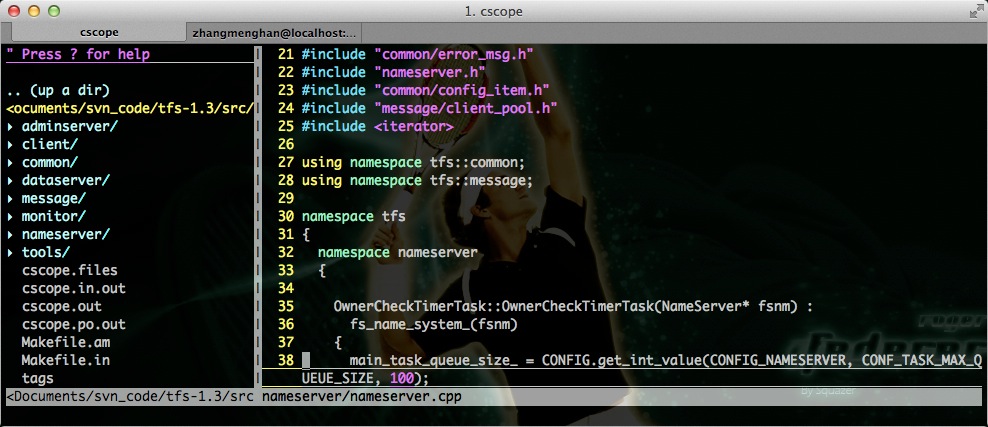 1. cscope
cscope
zhangmenghan@localhost:...
" Press ? for help
.. (up a dir)
<ocuments/svn_code/tfs-1.3/src/
▸ adminserver/
▸ client/
▸ common/
▸ dataserver/
▸ message/
▸ monitor/
▸ nameserver/
▸ tools/
cscope.files
cscope.in.out
cscope.out
cscope.po.out
Makefile.am
Makefile.in
tags
<Documents/svn_code/tfs-1.3/src
21 #include "common/error_msg.h"
22 #include "nameserver.h"
23 #include "common/config_item.h"
24 #include "message/client_pool.h"
25 #include <iterator>
26
27 using namespace tfs::common;
28 using namespace tfs::message;
29
30 namespace tfs
31 {
32 namespace nameserver
33 {
34
35 OwnerCheckTimerTask::OwnerCheckTimerTask(NameServer* fsnm) :
36 fs_name_system_(fsnm)
37 {
38 main_task_queue_size_ = CONFIG.get_int_value(CONFIG_NAMESERVER, CONF_TASK_MAX_Q
UEUE_SIZE, 100);
nameserver/nameserver.cpp
roger
Federer
By Squazer